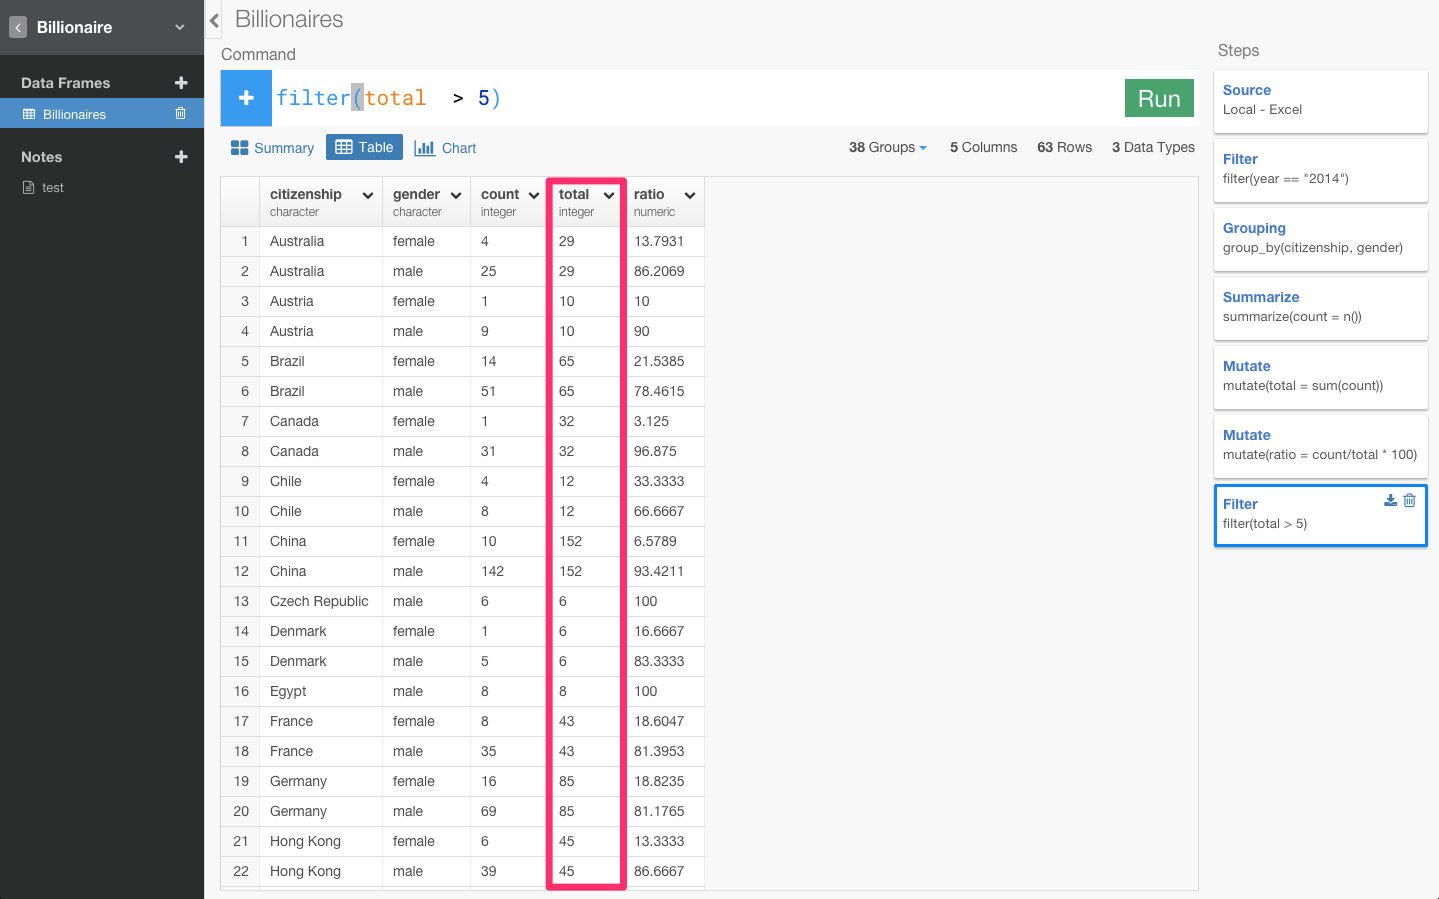 Billionaire
Data Frames
Billionaires
Notes
test
Billionaires
Command
filter(total  > 5)
Run
Summary Table Chart
38 Groups 5 Columns 63 Rows 3 Data Types
citizenship gender count total ratio
character character integer integer numeric
1 Australia female 4 29 13.7931
2 Australia male 25 29 86.2069
3 Austria female 1 10 10
4 Austria male 9 10 90
5 Brazil female 14 65 21.5385
6 Brazil male 51 65 78.4615
7 Canada female 1 32 3.125
8 Canada male 31 32 96.875
9 Chile female 4 12 33.3333
10 Chile male 8 12 66.6667
11 China female 10 152 6.5789
12 China male 142 152 93.4211
13 Czech Republic male 6 6 100
14 Denmark female 1 6 16.6667
15 Denmark male 5 6 83.3333
16 Egypt male 8 8 100
17 France female 8 43 18.6047
18 France male 35 43 81.3953
19 Germany female 16 85 18.8235
20 Germany male 69 85 81.1765
21 Hong Kong female 6 45 13.3333
22 Hong Kong male 39 45 86.6667
Steps
Source
Local - Excel
Filter
filter(year == "2014")
Grouping
group_by(citizenship, gender)
Summarize
summarize(count = n())
Mutate
mutate(total = sum(count))
Mutate
mutate(ratio = count/total * 100)
Filter
filter(total > 5)